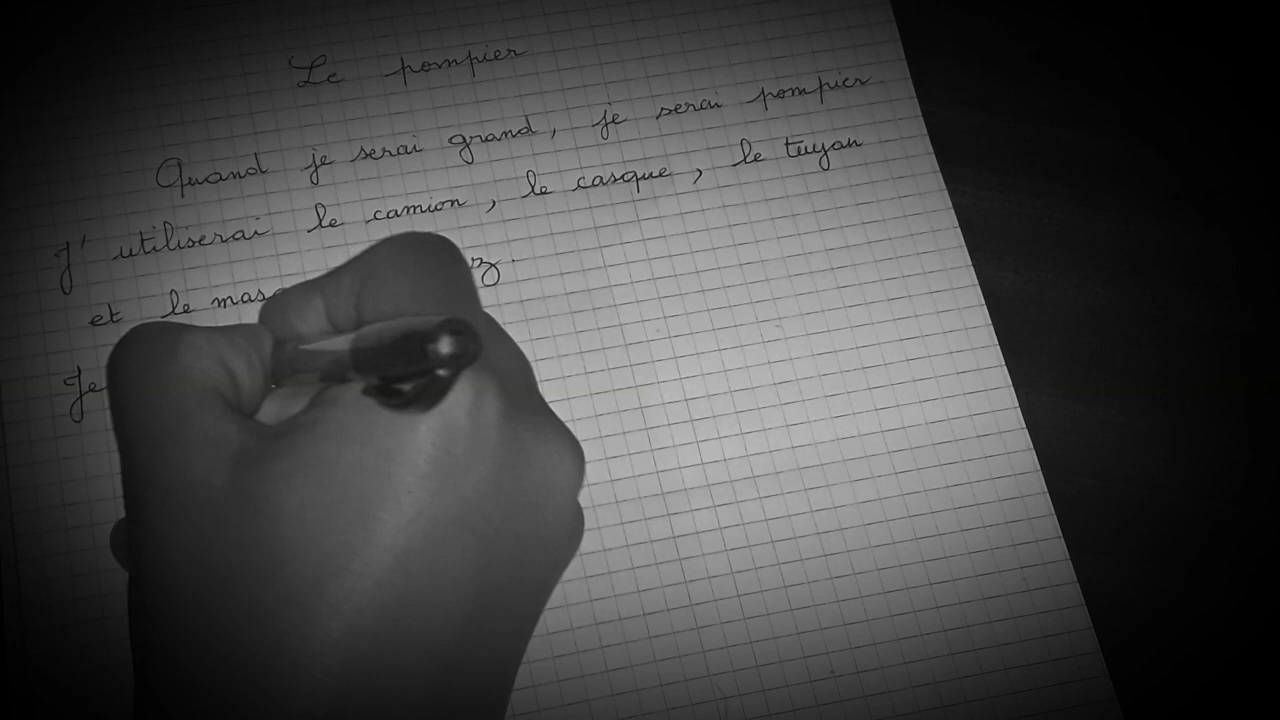 Le pompier
Quand je serai grand, je serai pompier
J'utiliserai le camion, le casque, le tuyau
et le
Je